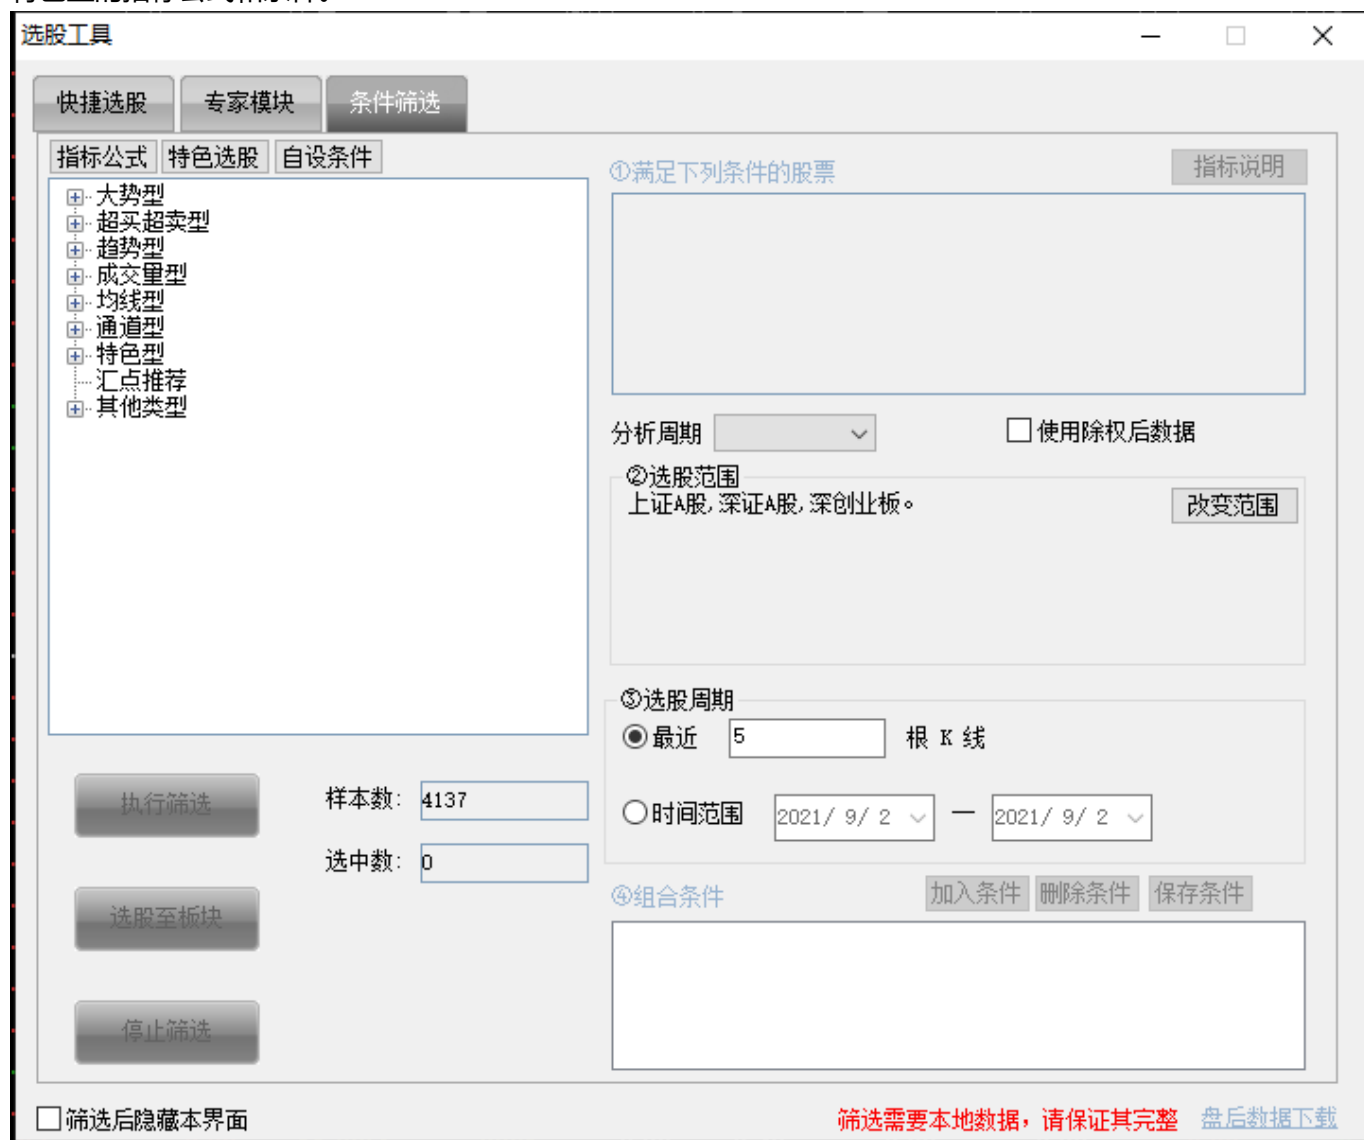 选股工具
快捷选股 专家模块 条件筛选
指标公式 特色选股 自设条件
大势型
超买超卖型
趋势型
成交量型
均线型
通道型
特色型
汇点推荐
其他类型
①满足下列条件的股票 指标说明
分析周期 使用除权后数据
②选股范围
上证A股,深证A股,深创业板。 改变范围
③选股周期
最近 5 根 K 线
时间范围 2021/ 9/ 2 — 2021/ 9/ 2
执行筛选 样本数: 4137
选中数: 0
选股至板块
停止筛选
④组合条件 加入条件 删除条件 保存条件
筛选后隐藏本界面 筛选需要本地数据，请保证其完整 盘后数据下载